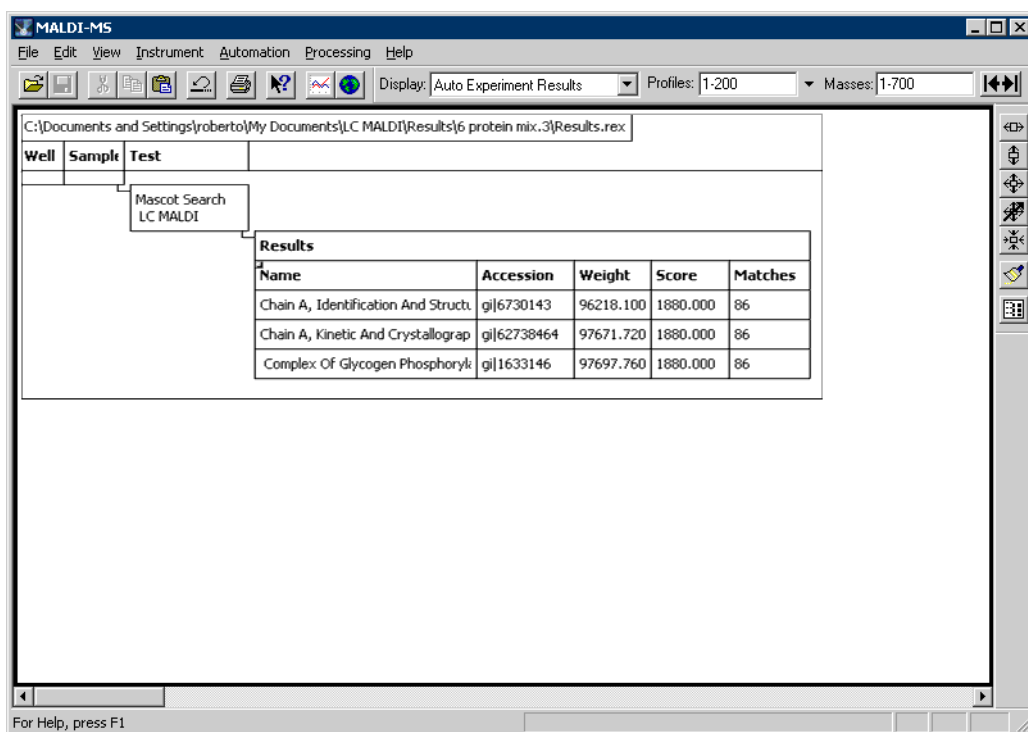 MALDI-MS
File Edit View Instrument Automation Processing Help
Display: Auto Experiment Results Profiles: 1-200 Masses: 1-700
C:\Documents and Settings\roberto\My Documents\LC MALDI\Results\6 protein mix.3\Results.rex
Well Sample Test
Mascot Search
LC MALDI
Results
Name Accession Weight Score Matches
Chain A, Identification And Structu gi|6730143 96218.100 1880.000 86
Chain A, Kinetic And Crystallograp gi|62738464 97671.720 1880.000 86
Complex Of Glycogen Phosphoryla gi|1633146 97697.760 1880.000 86
For Help, press F1